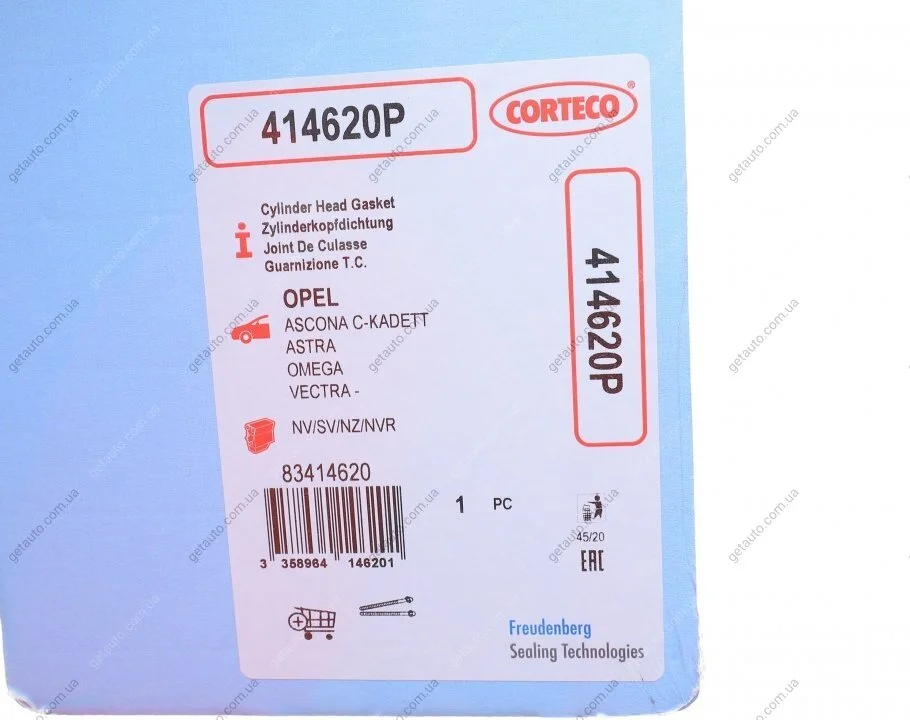 414620P
CORTECO®
Cylinder Head Gasket
Zylinderkopfdichtung
Joint De Culasse
Guarnizione T.C.
414620P
OPEL
ASCONA C-KADETT
ASTRA
OMEGA
VECTRA -
NV/SV/NZ/NVR
83414620
1 PC
45/20
EAC
3 358964 146201
Freudenberg
Sealing Technologies
getauto.com.ua